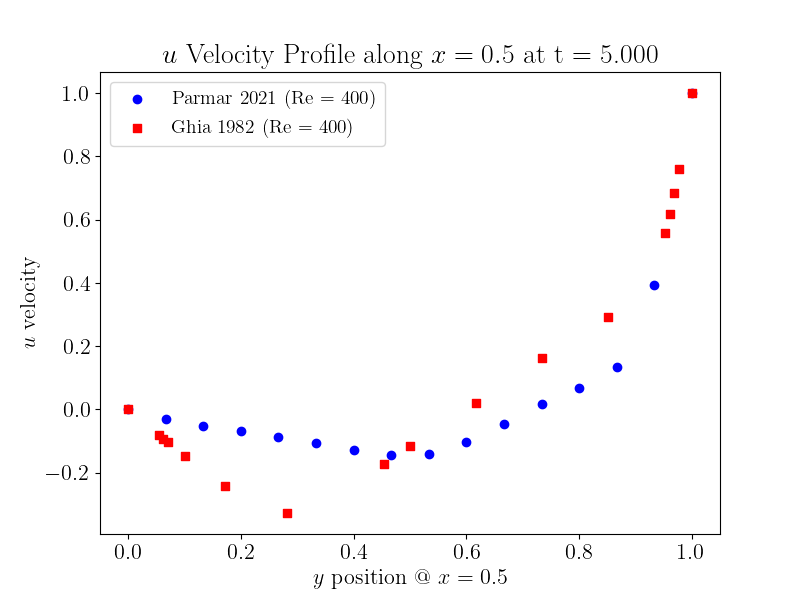 u Velocity Profile along x = 0.5 at t = 5.000
Parmar 2021 (Re = 400)
Ghia 1982 (Re = 400)
1.0
0.8
0.6
0.4
0.2
0.0
−0.2
u velocity
0.0 0.2 0.4 0.6 0.8 1.0
y position @ x = 0.5